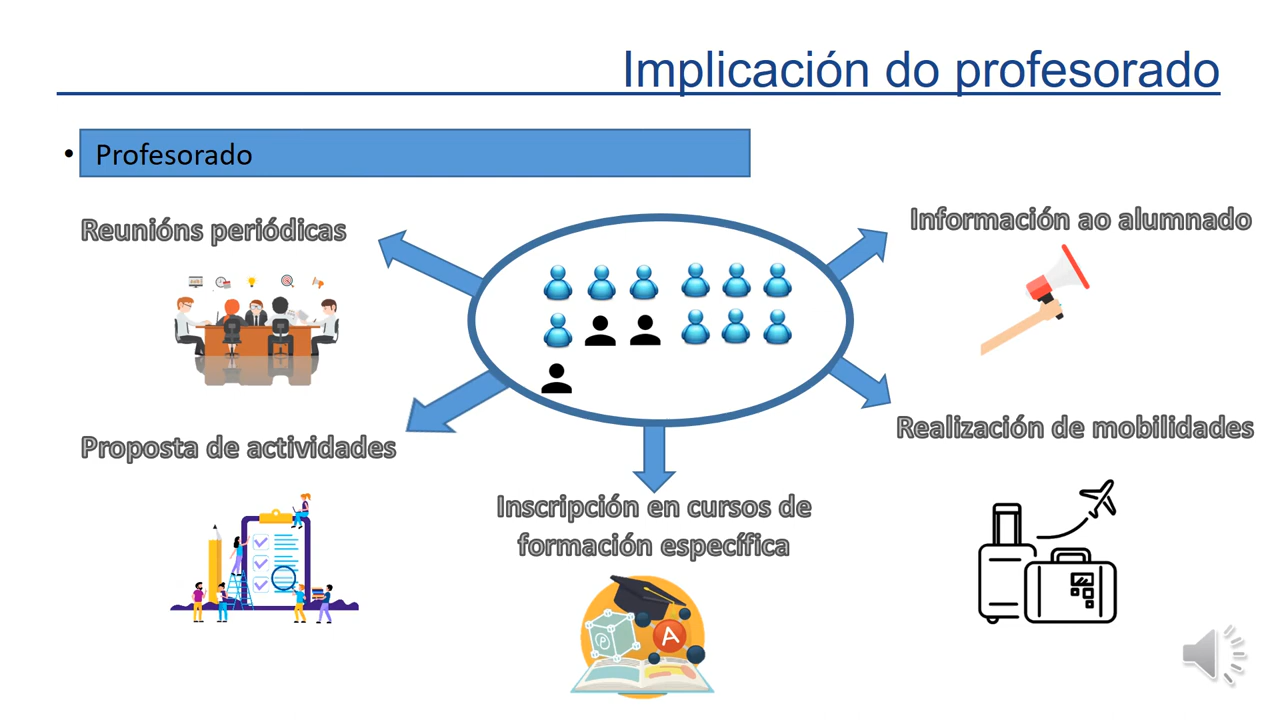 Implicación do profesorado
• Profesorado
Reunións periódicas
Información ao alumnado
Proposta de actividades
Realización de mobilidades
Inscripción en cursos de
formación específica
A